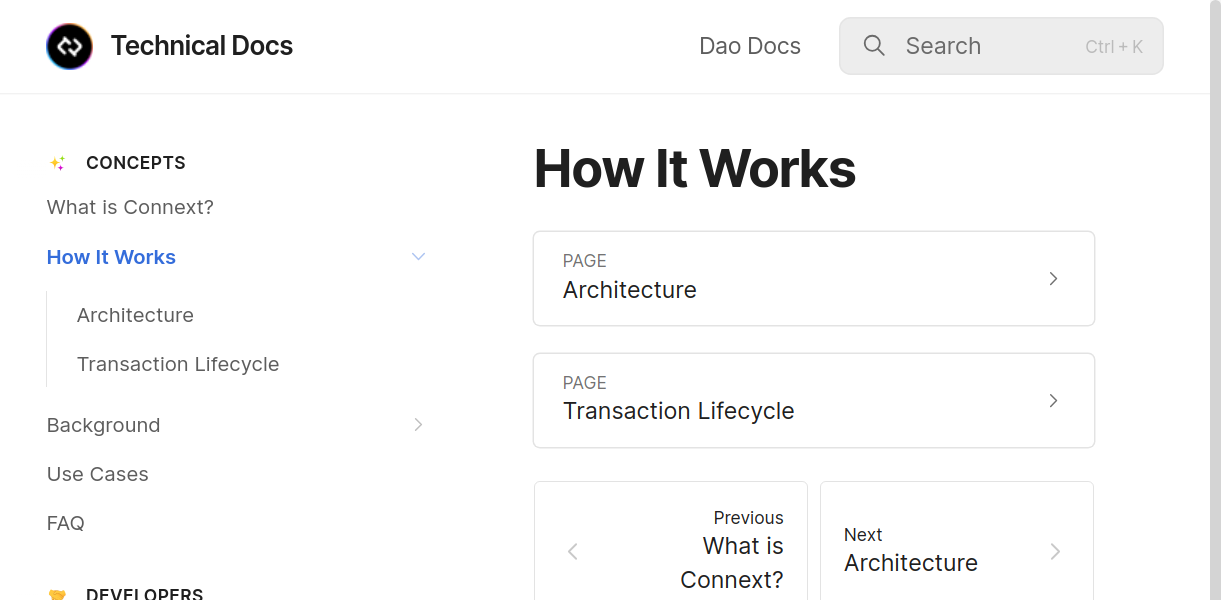 Technical Docs
Dao Docs
Search
Ctrl + K
CONCEPTS
What is Connext?
How It Works
Architecture
Transaction Lifecycle
Background
Use Cases
FAQ
DEVELOPERS
How It Works
PAGE
Architecture
PAGE
Transaction Lifecycle
Previous
What is
Connext?
Next
Architecture